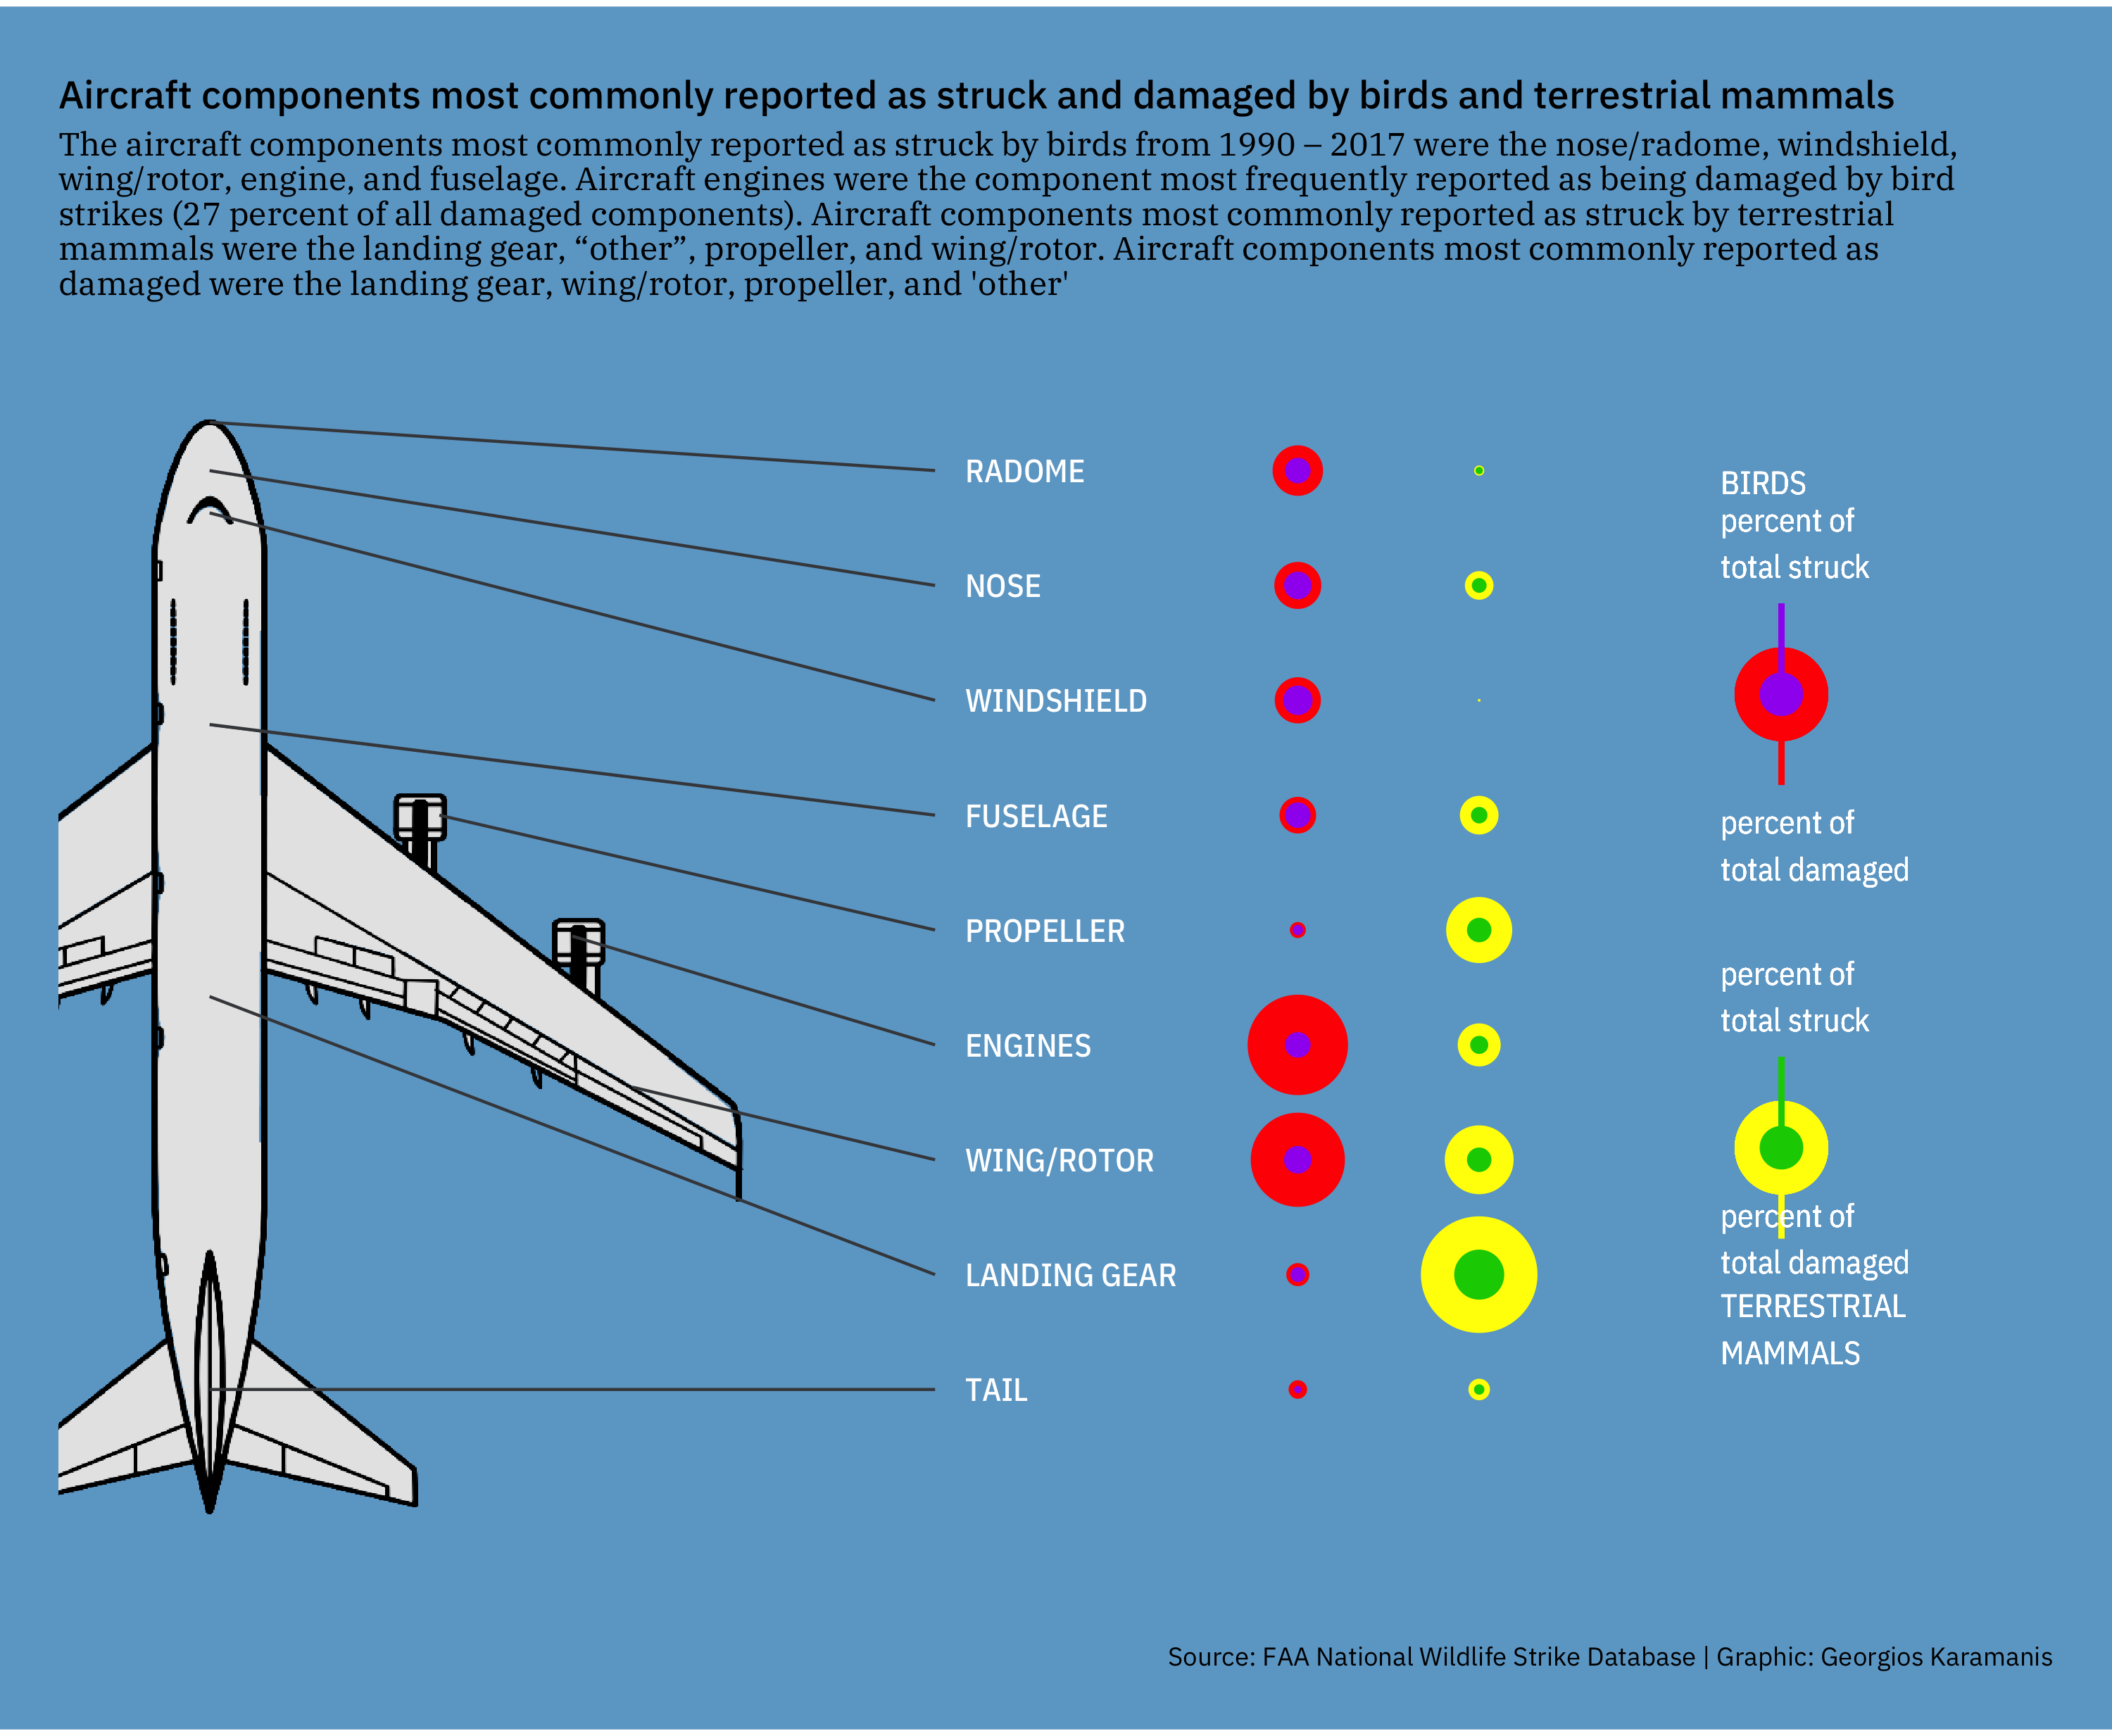 Aircraft components most commonly reported as struck and damaged by birds and terrestrial mammals
The aircraft components most commonly reported as struck by birds from 1990 – 2017 were the nose/radome, windshield,
wing/rotor, engine, and fuselage. Aircraft engines were the component most frequently reported as being damaged by bird
strikes (27 percent of all damaged components). Aircraft components most commonly reported as struck by terrestrial
mammals were the landing gear, “other”, propeller, and wing/rotor. Aircraft components most commonly reported as
damaged were the landing gear, wing/rotor, propeller, and 'other'
RADOME
NOSE
WINDSHIELD
FUSELAGE
PROPELLER
ENGINES
WING/ROTOR
LANDING GEAR
TAIL
BIRDS
percent of
total struck
percent of
total damaged
percent of
total struck
percent of
total damaged
TERRESTRIAL
MAMMALS
Source: FAA National Wildlife Strike Database | Graphic: Georgios Karamanis